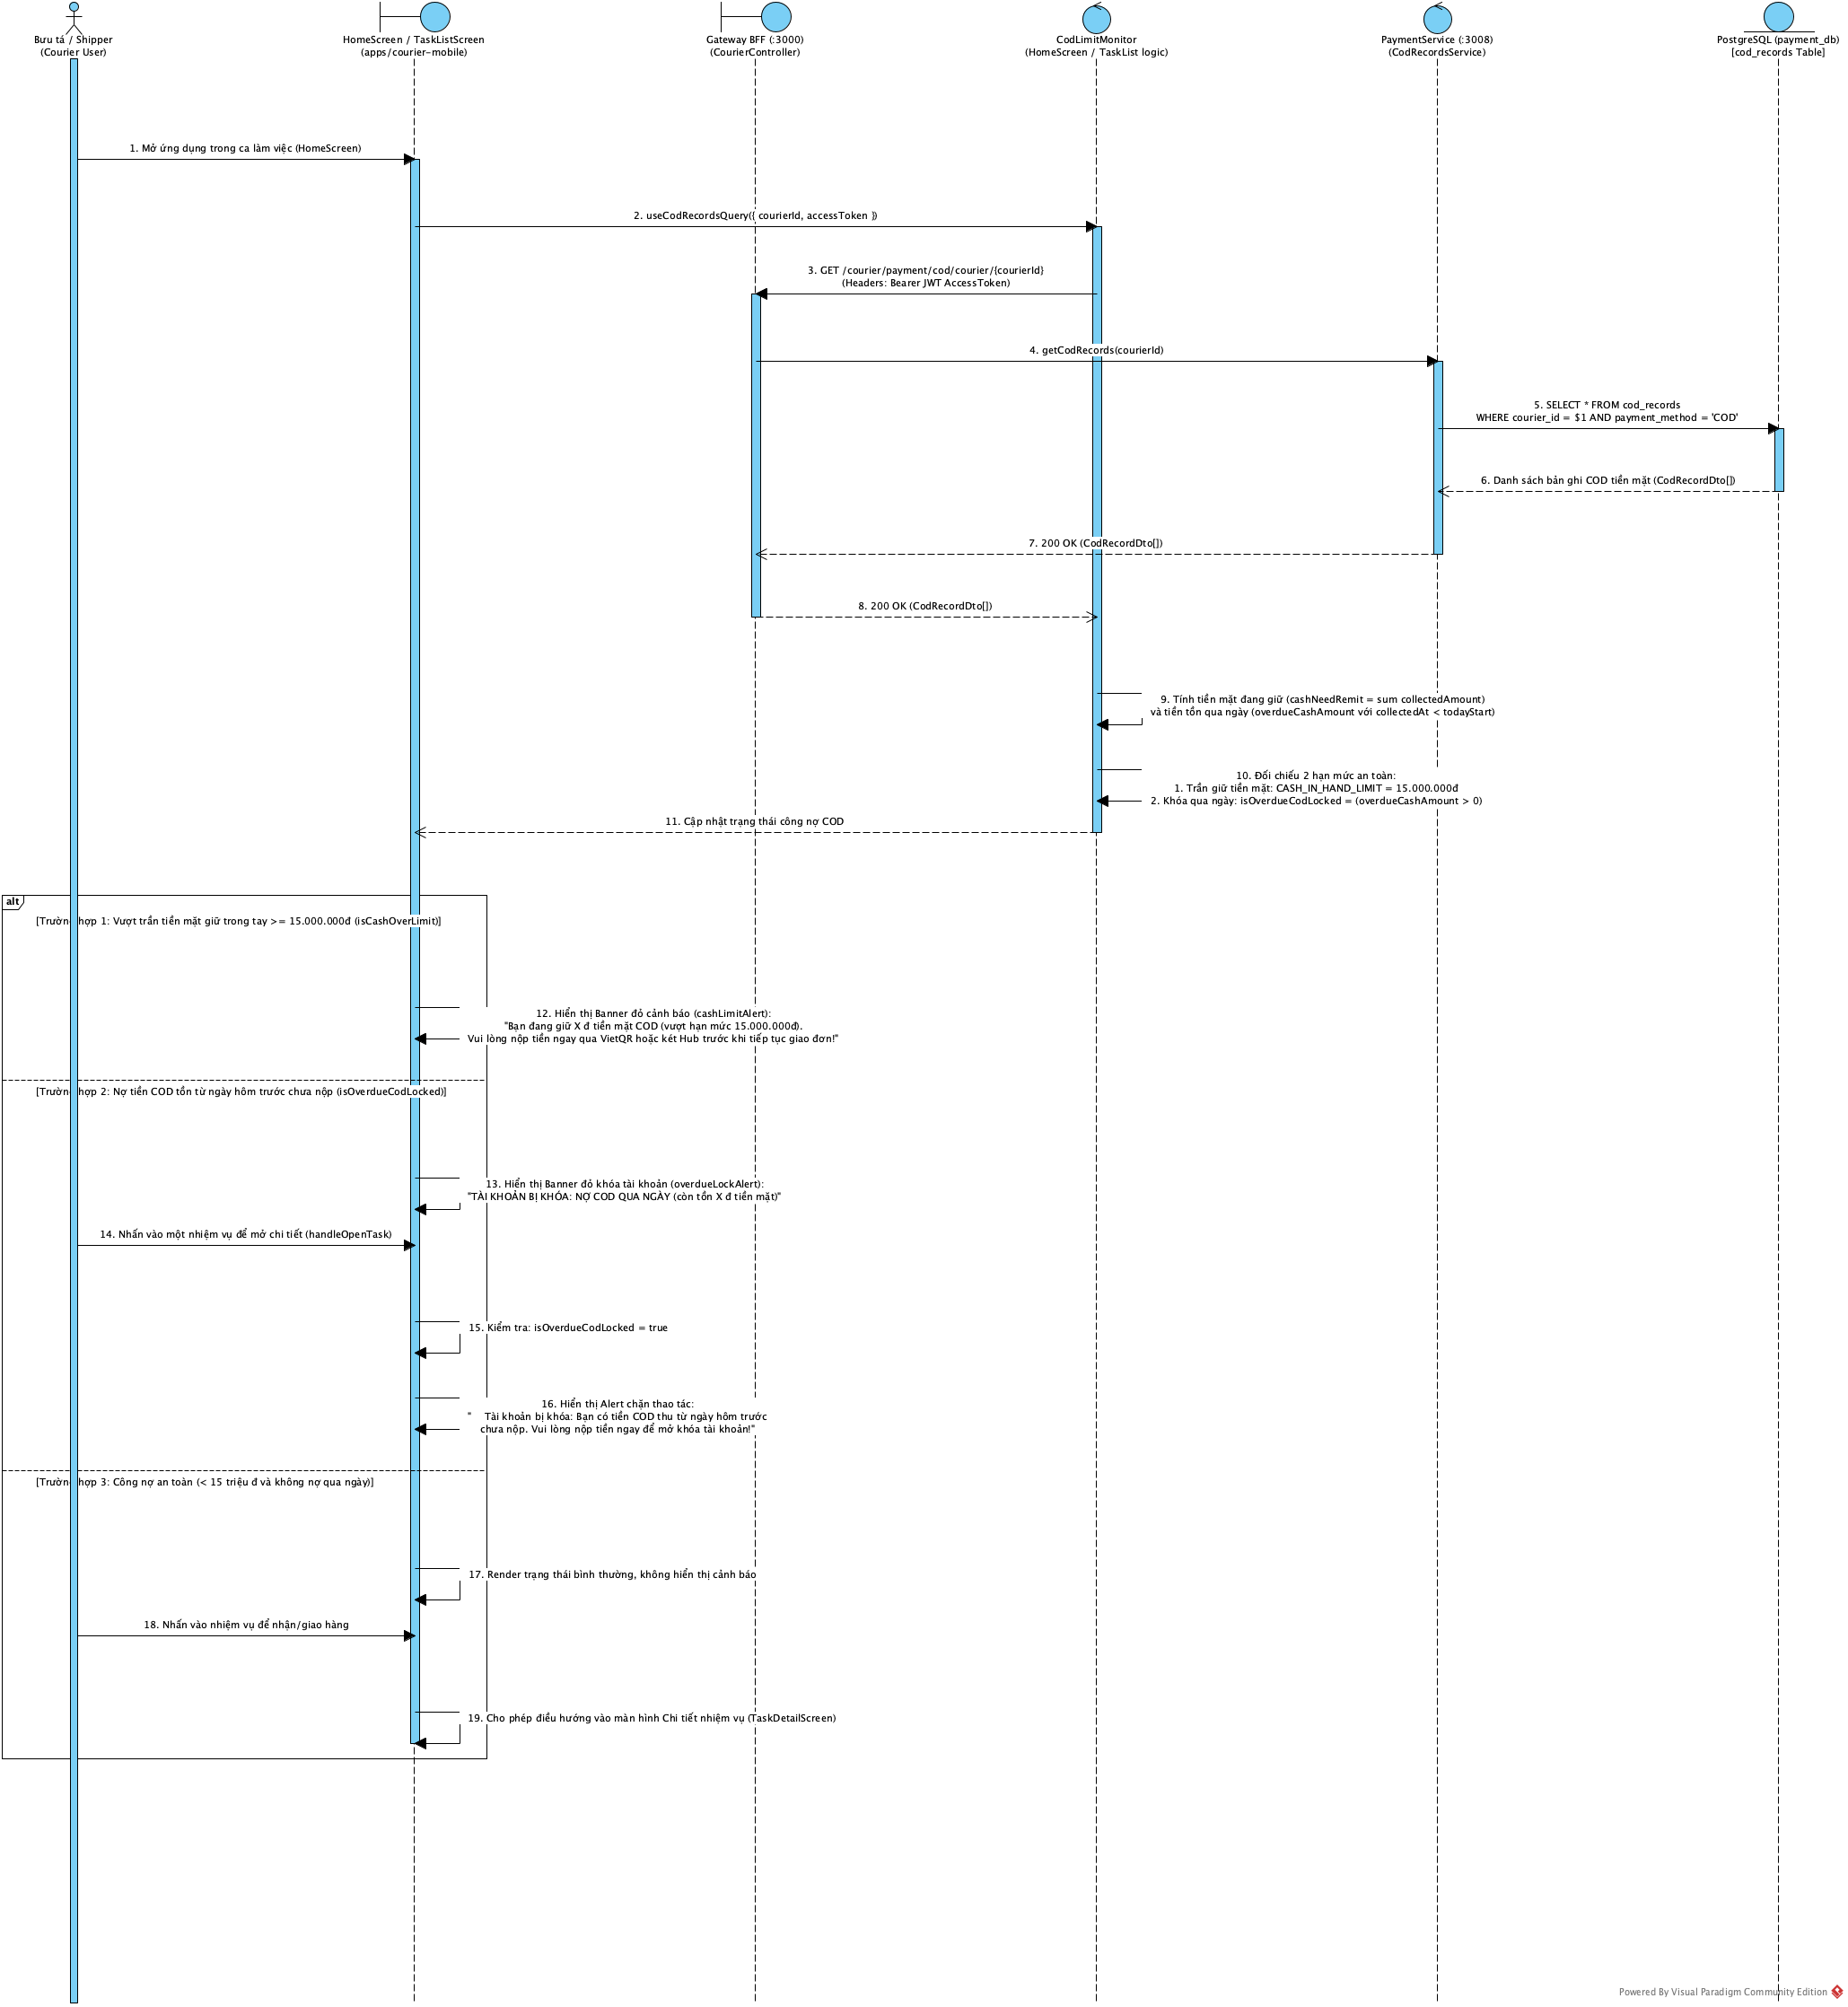 Bưu tá / Shipper
(Courier User)
HomeScreen / TaskListScreen
(apps/courier-mobile)
Gateway BFF (:3000)
(CourierController)
CodLimitMonitor
(HomeScreen / TaskList logic)
PaymentService (:3008)
(CodRecordsService)
PostgreSQL (payment_db)
[cod_records Table]
1. Mở ứng dụng trong ca làm việc (HomeScreen)
2. useCodRecordsQuery({ courierId, accessToken })
3. GET /courier/payment/cod/courier/{courierId}
(Headers: Bearer JWT AccessToken)
4. getCodRecords(courierId)
5. SELECT * FROM cod_records
WHERE courier_id = $1 AND payment_method = 'COD'
6. Danh sách bản ghi COD tiền mặt (CodRecordDto[])
7. 200 OK (CodRecordDto[])
8. 200 OK (CodRecordDto[])
9. Tính tiền mặt đang giữ (cashNeedRemit = sum collectedAmount)
và tiền tồn qua ngày (overdueCashAmount với collectedAt < todayStart)
10. Đối chiếu 2 hạn mức an toàn:
1. Trần giữ tiền mặt: CASH_IN_HAND_LIMIT = 15.000.000đ
2. Khóa qua ngày: isOverdueCodLocked = (overdueCashAmount > 0)
11. Cập nhật trạng thái công nợ COD
alt
[Trường hợp 1: Vượt trần tiền mặt giữ trong tay >= 15.000.000đ (isCashOverLimit)]
12. Hiển thị Banner đỏ cảnh báo (cashLimitAlert):
"Bạn đang giữ X đ tiền mặt COD (vượt hạn mức 15.000.000đ).
Vui lòng nộp tiền ngay qua VietQR hoặc két Hub trước khi tiếp tục giao đơn!"
[Trường hợp 2: Nợ tiền COD tồn từ ngày hôm trước chưa nộp (isOverdueCodLocked)]
13. Hiển thị Banner đỏ khóa tài khoản (overdueLockAlert):
"TÀI KHOẢN BỊ KHÓA: NỢ COD QUA NGÀY (còn tồn X đ tiền mặt)"
14. Nhấn vào một nhiệm vụ để mở chi tiết (handleOpenTask)
15. Kiểm tra: isOverdueCodLocked = true
16. Hiển thị Alert chặn thao tác:
" Tài khoản bị khóa: Bạn có tiền COD thu từ ngày hôm trước
chưa nộp. Vui lòng nộp tiền ngay để mở khóa tài khoản!"
[Trường hợp 3: Công nợ an toàn (< 15 triệu đ và không nợ qua ngày)]
17. Render trạng thái bình thường, không hiển thị cảnh báo
18. Nhấn vào nhiệm vụ để nhận/giao hàng
19. Cho phép điều hướng vào màn hình Chi tiết nhiệm vụ (TaskDetailScreen)
Powered By Visual Paradigm Community Edition